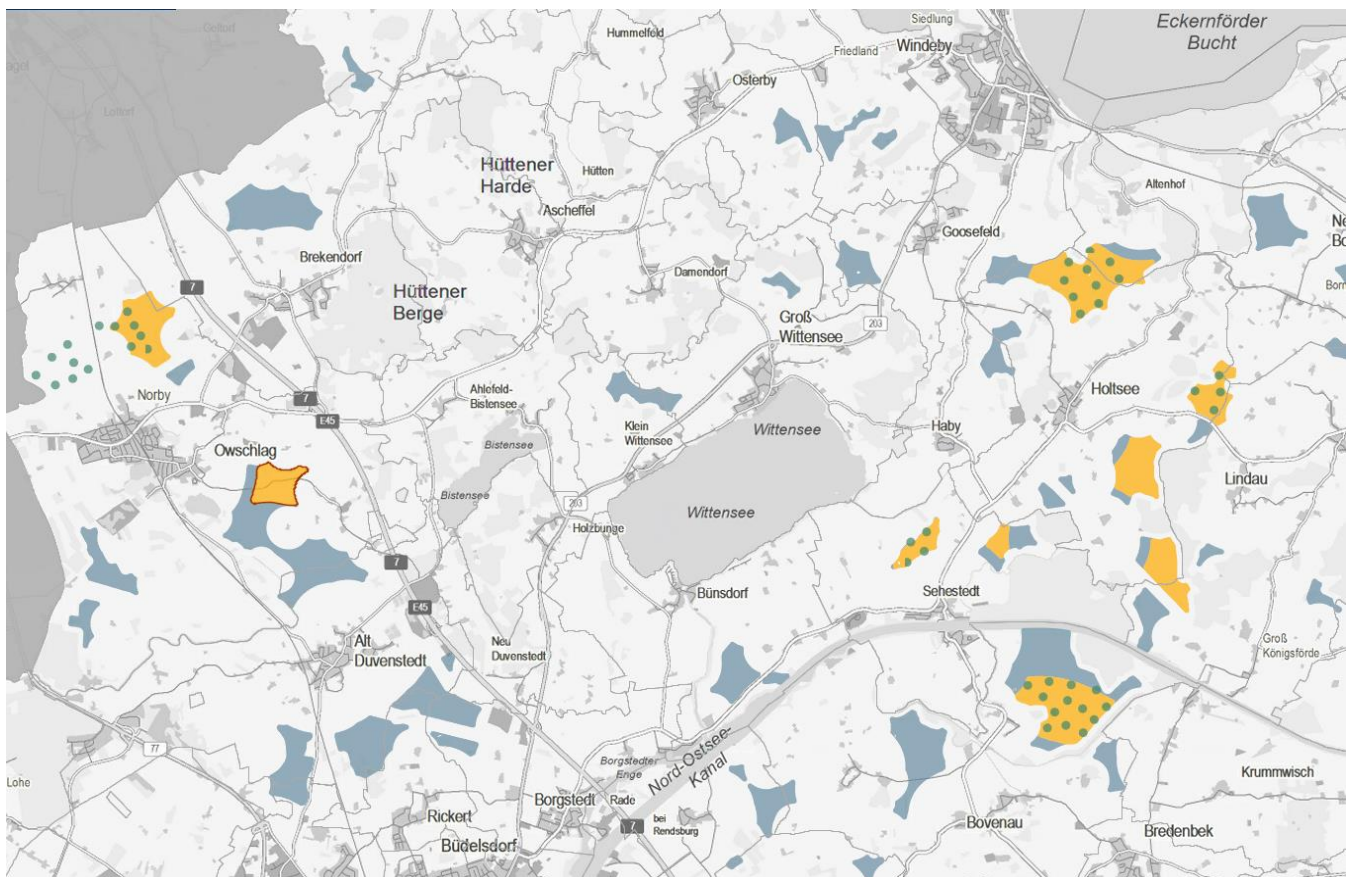 Geltorf
Lottorf
Hummelfeld
Siedlung
Friedland
Windeby
Eckernförder
Bucht
Osterby
Hüttener
Harde
Hütten
Altenhof
Ascheffel
Goosefeld
Brekendorf
Damendorf
7
Hüttener
Berge
Groß
Wittensee
203
Norby
7
E45
Ahlefeld-
Bistensee
Holtsee
Klein
Wittensee
Wittensee
Haby
Owschlag
Bistensee
Bistensee
Lindau
203
Holzbunge
Wittensee
7
Bünsdorf
Sehestedt
E45
Alt
Duvenstedt
Neu
Duvenstedt
Groß
Königsförde
77
Lohe
Borgstedter
Enge
Nord-Ostsee-
Kanal
Krummwisch
Borgstedt
Rade
bei
Rendsburg
7
Rickert
Büdelsdorf
Bovenau
Bredenbek